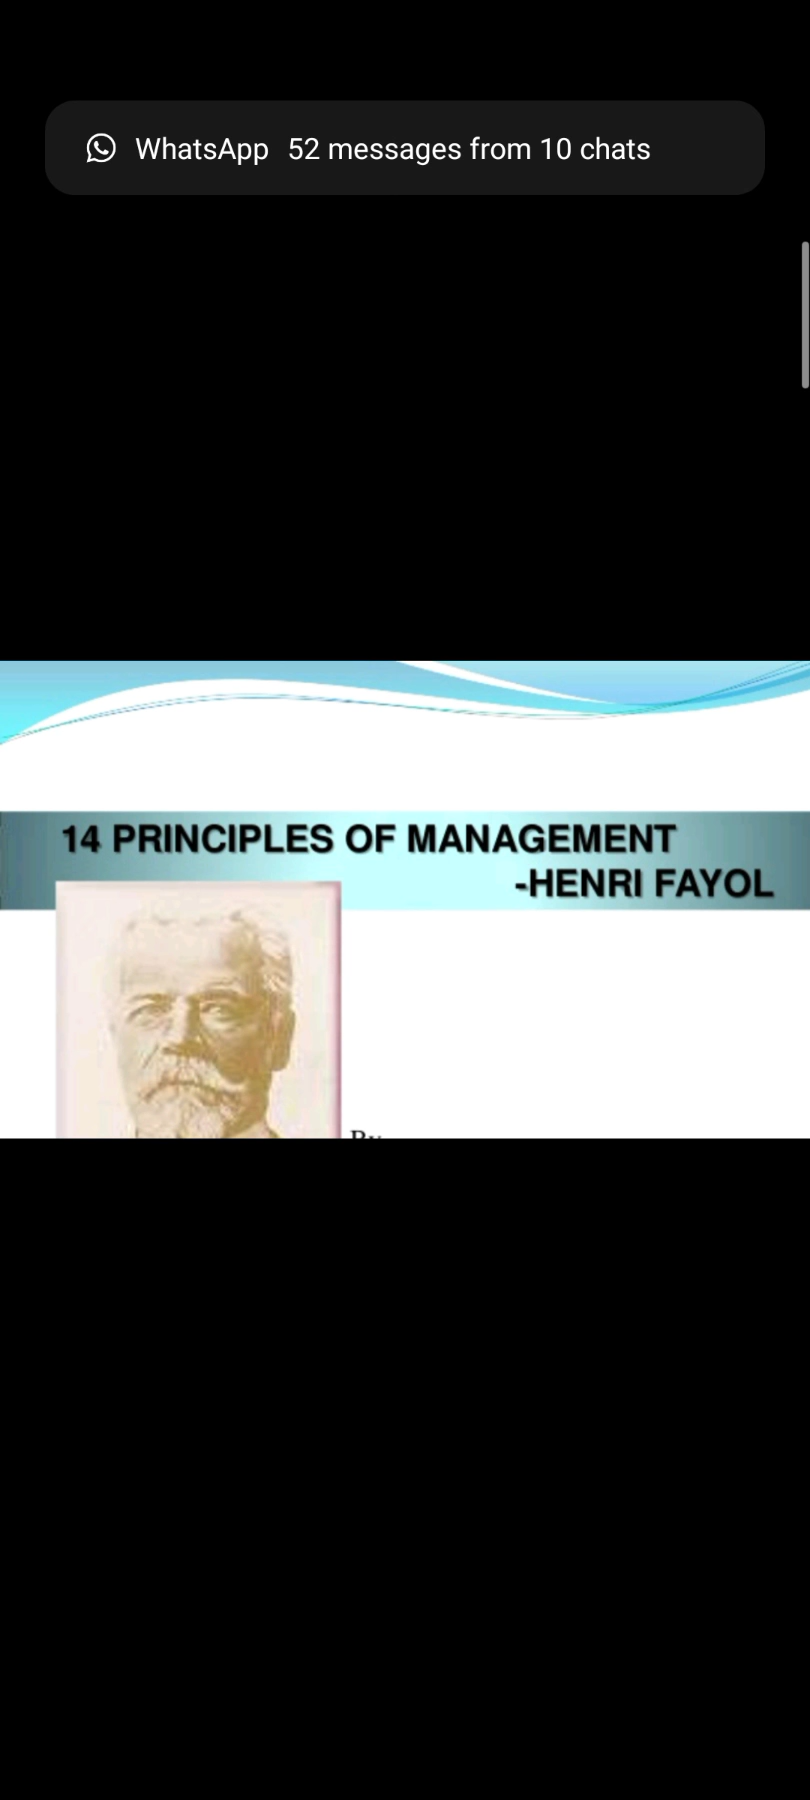 WhatsApp 52 messages from 10 chats
14 PRINCIPLES OF MANAGEMENT
-HENRI FAYOL